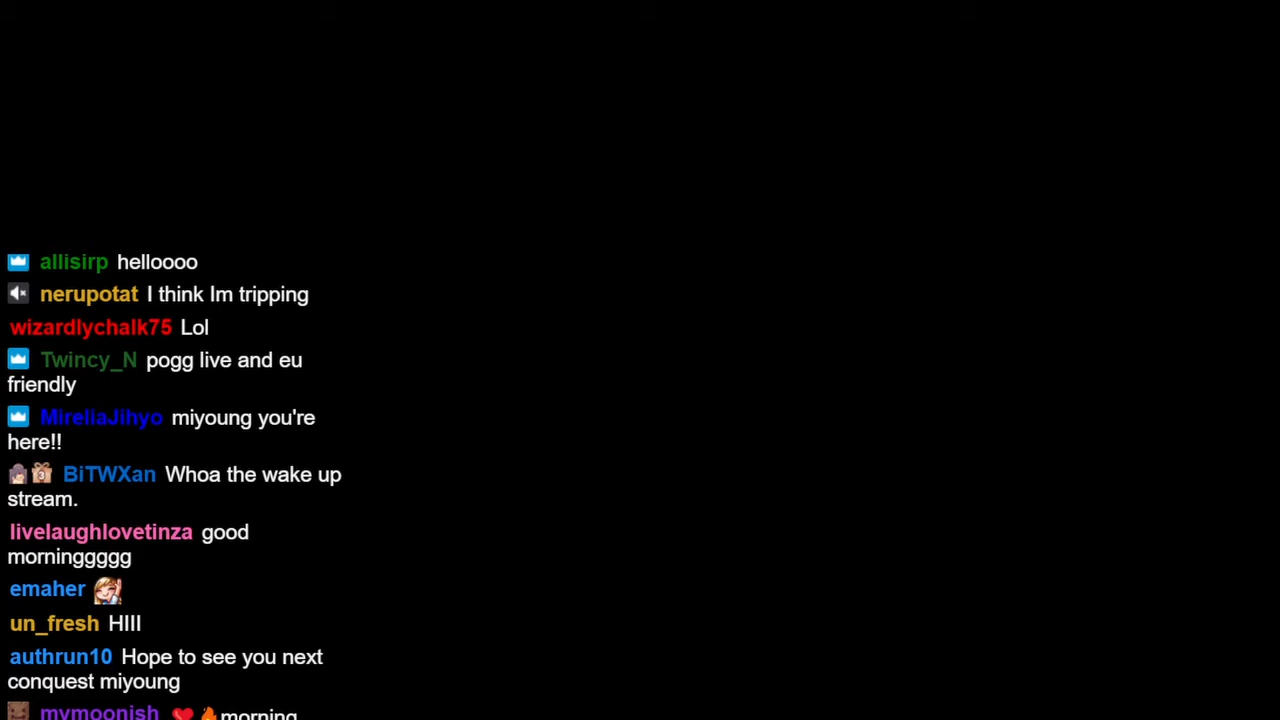 allisirp helloooo
nerupotat I think Im tripping
wizardlychalk75 Lol
Twincy_N pogg live and eu
friendly
MireliaJihyo miyoung you're
here!!
BiTWXan Whoa the wake up
stream.
livelaughlovetinza good
morninggggg
emaher
un_fresh HIII
authrun10 Hope to see you next
conquest miyoung
mymoonish morning